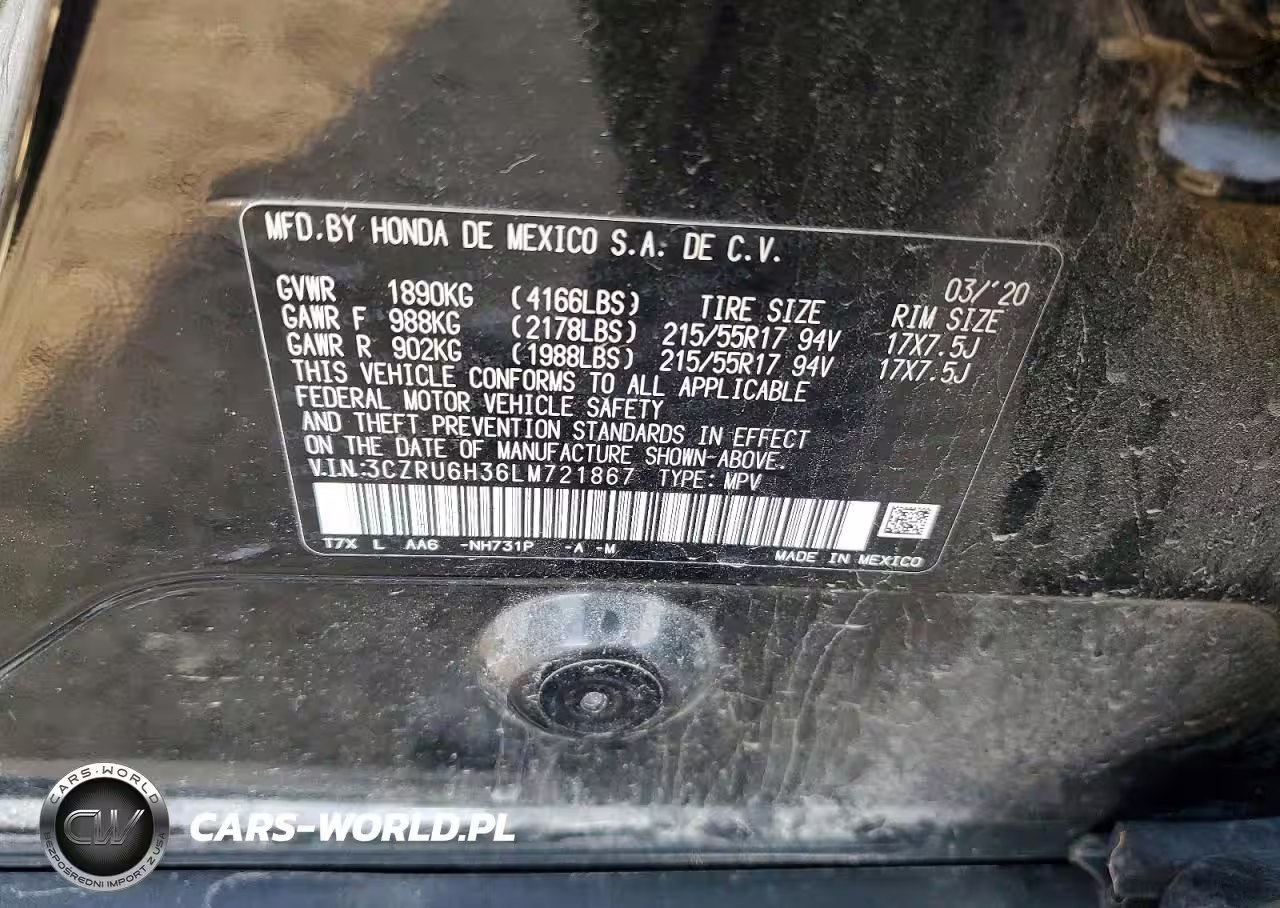 MFD.BY HONDA DE MEXICO S.A. DE C.V.
03/'20
GVWR 1890KG (4166LBS) TIRE SIZE RIM SIZE
GAWR F 988KG (2178LBS) 215/55R17 94V 17X7.5J
GAWR R 902KG (1988LBS) 215/55R17 94V 17X7.5J
THIS VEHICLE CONFORMS TO ALL APPLICABLE
FEDERAL MOTOR VEHICLE SAFETY
AND THEFT PREVENTION STANDARDS IN EFFECT
ON THE DATE OF MANUFACTURE SHOWN-ABOVE.
V.I.N.:3CZRU6H36LM721867 TYPE: MPV
T7X L AA6 -NH731P -A -M
MADE IN MEXICO
CARS-WORLD
CW
BEZPOŚREDNI IMPORT Z USA
CARS-WORLD.PL